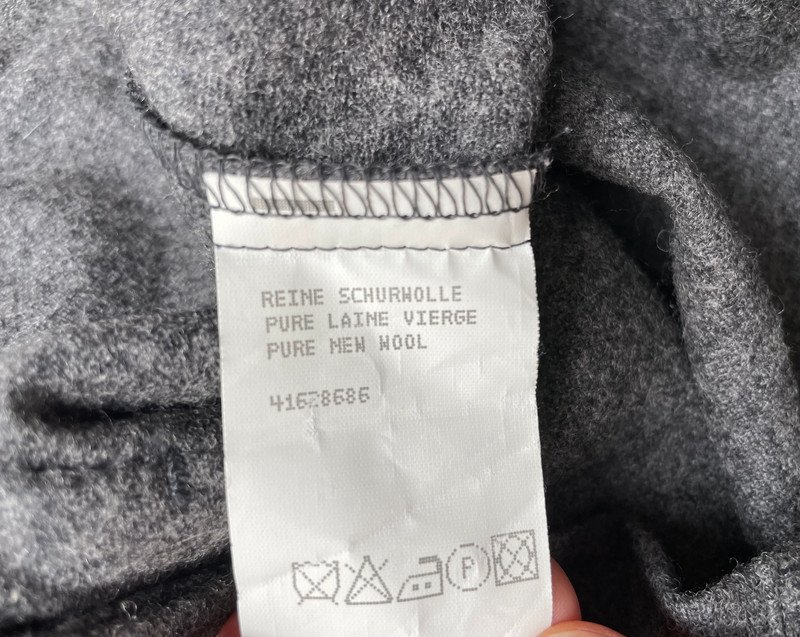 REINE SCHURWOLLE
PURE LAINE VIERGE
PURE NEW WOOL
41628686
P